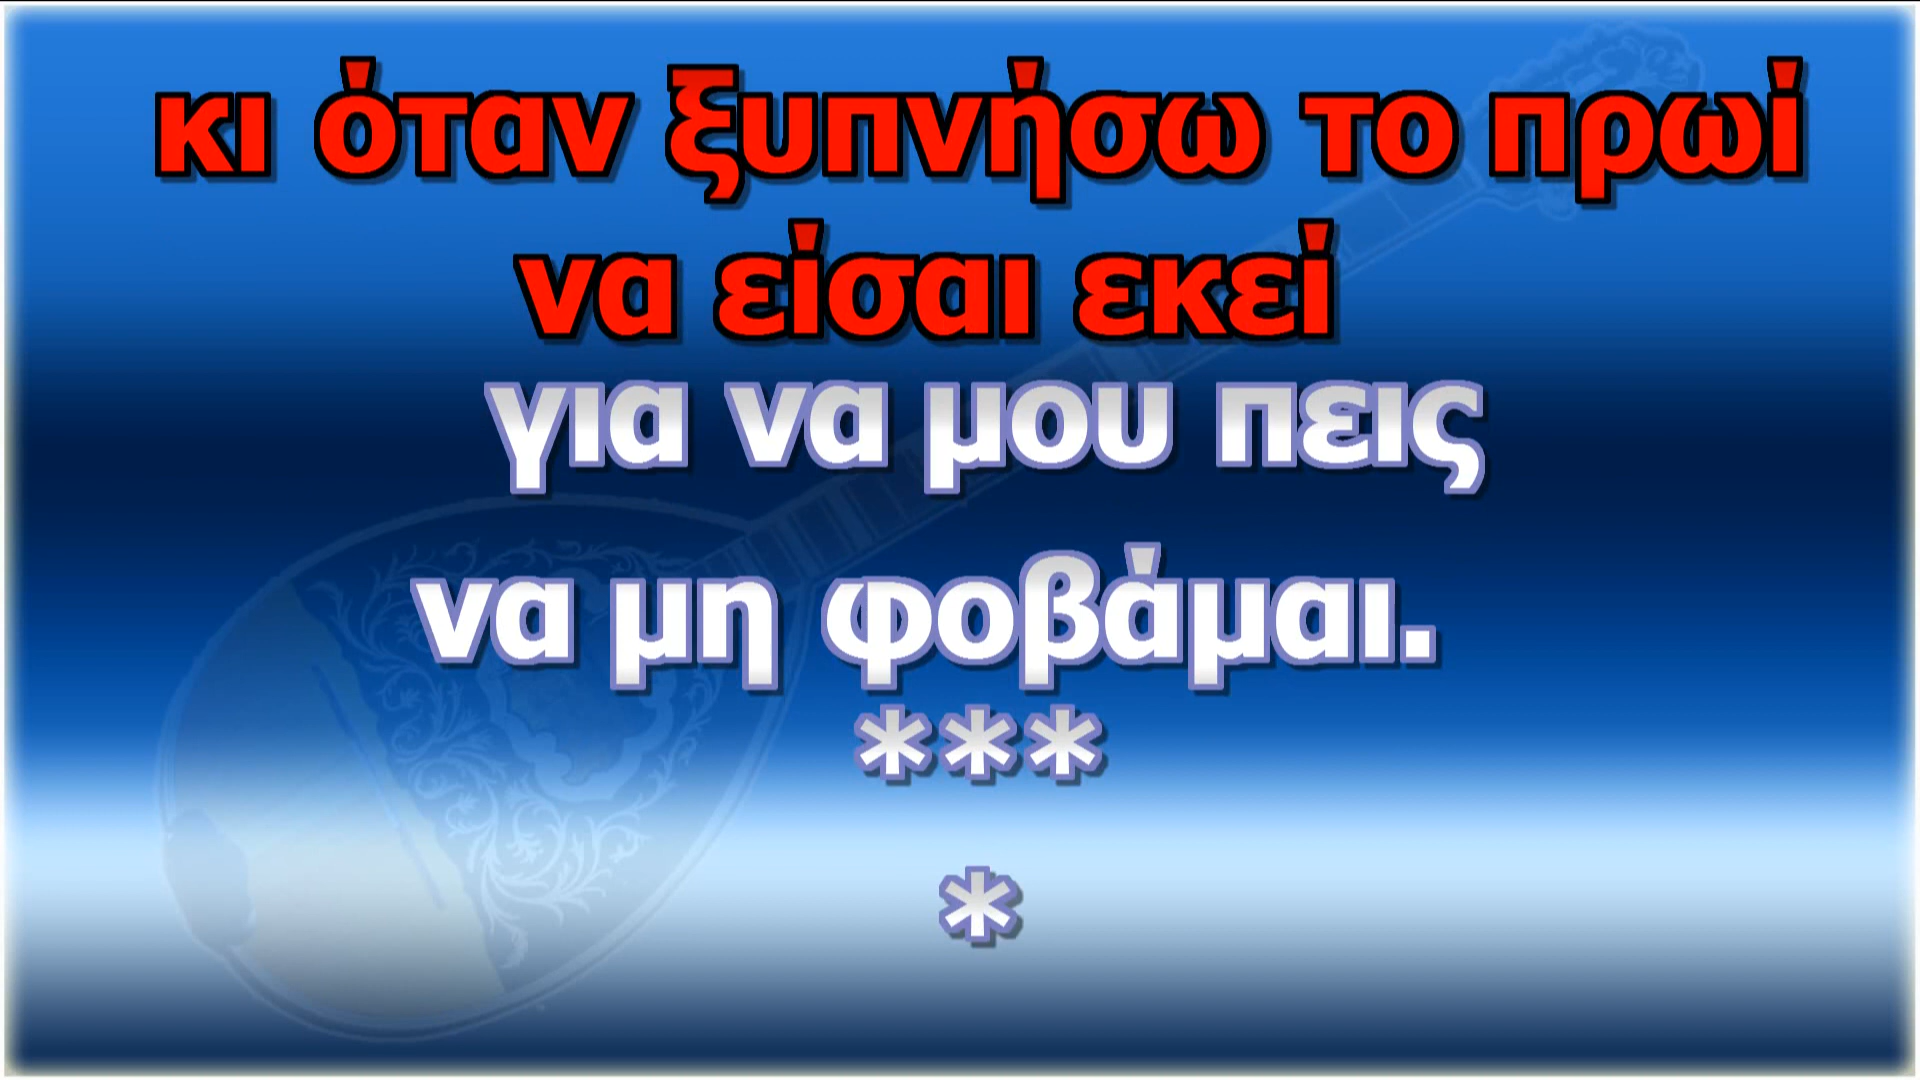 κι όταν ξυπνήσω το πρωί
να είσαι εκεί
για να μου πεις
να μη φοβάμαι.
***
*